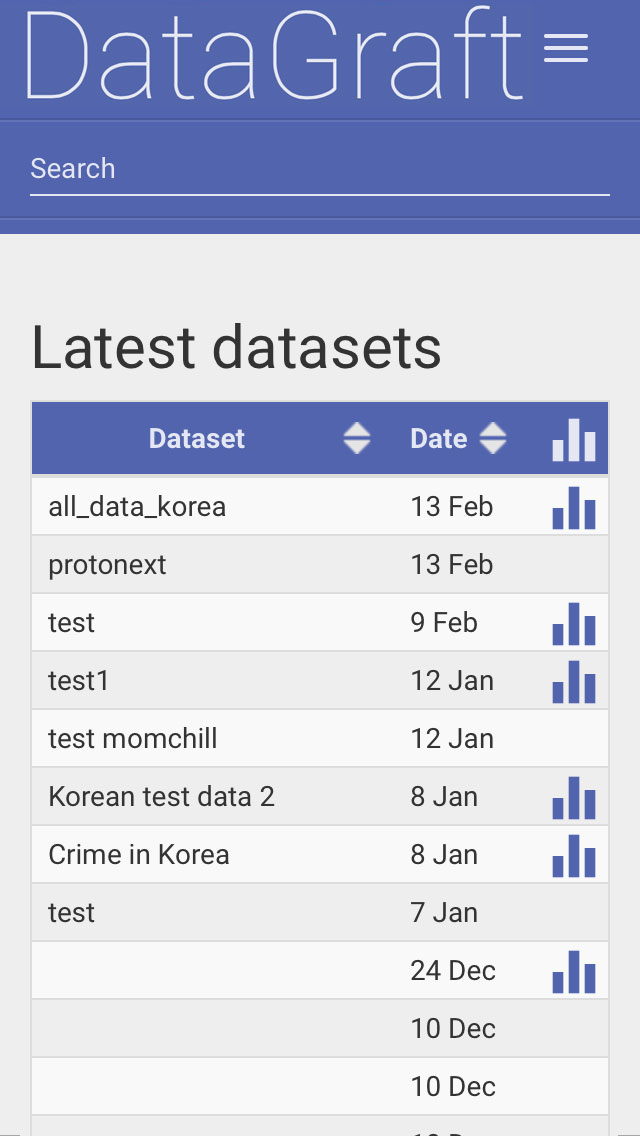 DataGraft
Search
Latest datasets
Dataset Date
all_data_korea 13 Feb
protonext 13 Feb
test 9 Feb
test1 12 Jan
test momchill 12 Jan
Korean test data 2 8 Jan
Crime in Korea 8 Jan
test 7 Jan
24 Dec
10 Dec
10 Dec